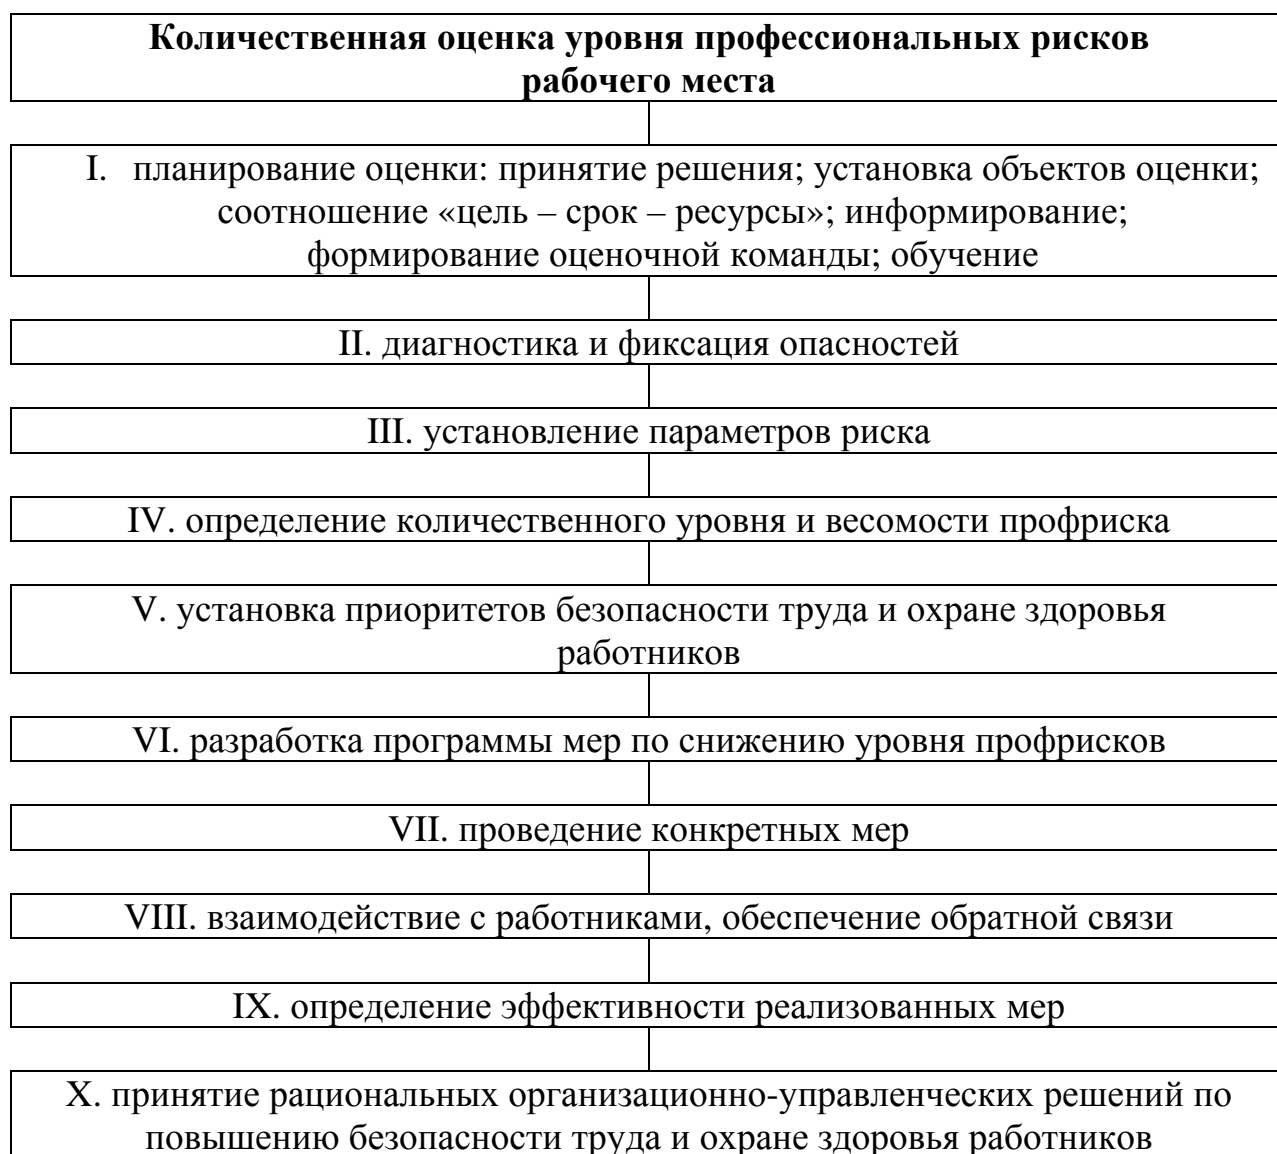 Количественная оценка уровня профессиональных рисков
рабочего места
I. планирование оценки: принятие решения; установка объектов оценки;
соотношение «цель – срок – ресурсы»; информирование;
формирование оценочной команды; обучение
II. диагностика и фиксация опасностей
III. установление параметров риска
IV. определение количественного уровня и весомости профриска
V. установка приоритетов безопасности труда и охране здоровья
работников
VI. разработка программы мер по снижению уровня профрисков
VII. проведение конкретных мер
VIII. взаимодействие с работниками, обеспечение обратной связи
IX. определение эффективности реализованных мер
X. принятие рациональных организационно-управленческих решений по
повышению безопасности труда и охране здоровья работников